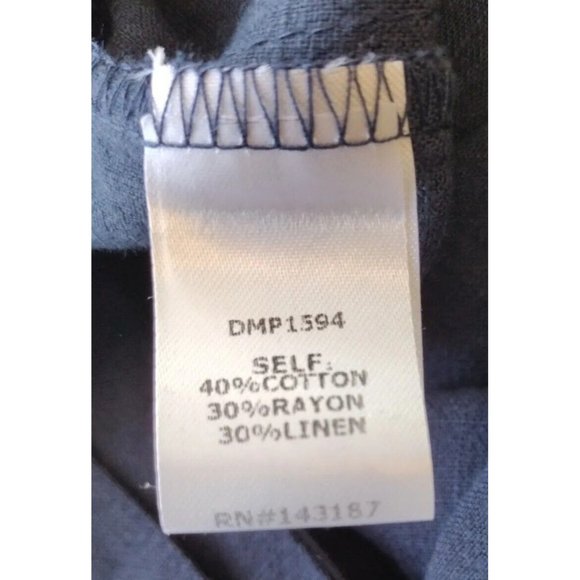 DMP1594
SELF:
40%COTTON
30%RAYON
30%LINEN
RN#143187